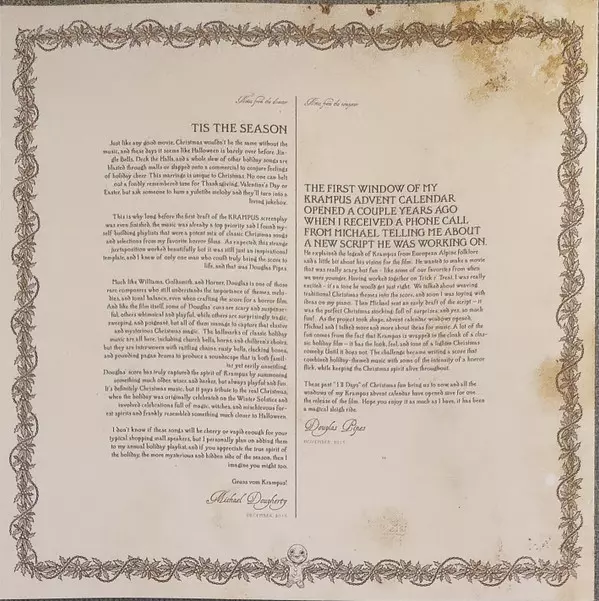 Notes from the director
TIS THE SEASON
Just like any good movie, Christmas wouldn't be the same without the
music, and these days it seems like Halloween is barely over before Jin-
gle Bells, Deck the Halls, and a whole slew of other holiday songs are
blasted through malls or slapped onto a commercial to conjure feelings
of holiday cheer. This marriage is unique to Christmas. No one can belt
out a fondly remembered tune for Thanksgiving, Valentine's Day or
Easter, but ask someone to hum a yuletide melody and they'll turn into a
living jukebox.
This is why long before the first draft of the KRAMPUS screenplay
was even finished, the music was already a top priority and I found my-
self building playlists that were a potent mix of classic Christmas songs
and selections from my favorite horror films. As expected, this strange
juxtaposition worked beautifully but it was still just an inspirational
template, and I knew of only one man who could truly bring the score to
life, and that was Douglas Pipes.
Much like Williams, Goldsmith, and Horner, Douglas is one of those
rare composers who still understands the importance of themes, melo-
dies, and tonal balance, even when crafting the score for a horror film.
And like the film itself, some of Douglas' cues are scary and suspense-
ful, others whimsical and playful, while others are surprisingly tragic,
sweeping, and poignant, but all of them manage to capture that elusive
and mysterious Christmas magic. The bellworks of classic holiday
music are all here, including church bells, horns, and children's choirs,
but they are interwoven with rattling chains, rusty bells, clacking bones,
and pounding pagan drums to produce a soundscape that is both famil-
iar yet eerily unsettling.
Douglas' score has truly captured the spirit of Krampus by summoning
something much older, wiser, and darker, but always playful and fun.
It's definitely Christmas music, but it pays tribute to the real Christmas,
when the holiday was originally celebrated on the Winter Solstice and
involved celebrations full of magic, witches, and mischievous for-
est spirits and frankly resembled something much closer to Halloween.
I don't know if these songs will be cheery or vapid enough for your
typical shopping mall speakers, but I personally plan on adding them
to my annual holiday playlist, and if you appreciate the true spirit of
the holiday, the more mysterious and hidden side of the season, then I
imagine you might too.
Gruss vom Krampus!
Michael Dougherty
DECEMBER, 2015
Notes from the composer
THE FIRST WINDOW OF MY
KRAMPUS ADVENT CALENDAR
OPENED A COUPLE YEARS AGO
WHEN I RECEIVED A PHONE CALL
FROM MICHAEL TELLING ME ABOUT
A NEW SCRIPT HE WAS WORKING ON.
He explained the legend of Krampus from European Alpine folklore
and a little bit about his vision for the film. He wanted to make a movie
that was really scary, but fun - like some of our favorites from when
we were younger. Having worked together on Trick r Treat, I was really
excited - if a tone he got just right. We talked about weaving
traditional Christmas themes into the score, and soon I was toying with
ideas on my piano. Then Michael sent an early draft of the script - it
was the perfect Christmas stocking, full of surprises, and yes, so much
fun! As the project took shape, advent calendar windows opened,
Michael and I talked more and more about ideas for music. A lot of the
fun comes from the fact that Krampus is wrapped in the cloak of a clas-
sic holiday film - it has the look, feel, and tone of a big hit Christmas
comedy. Until it does not. The challenge became writing a score that
combined holiday-themed music with some of the intensity of a horror
flick, while keeping the Christmas spirit alive throughout.
These past "12 Days" of Christmas fun bring us to now and all the
windows of my Krampus advent calendar have opened save for one:
the release of the film. Hope you enjoy it as much as I have, it has been
a magical sleigh ride.
Douglas Pipes
NOVEMBER, 2015